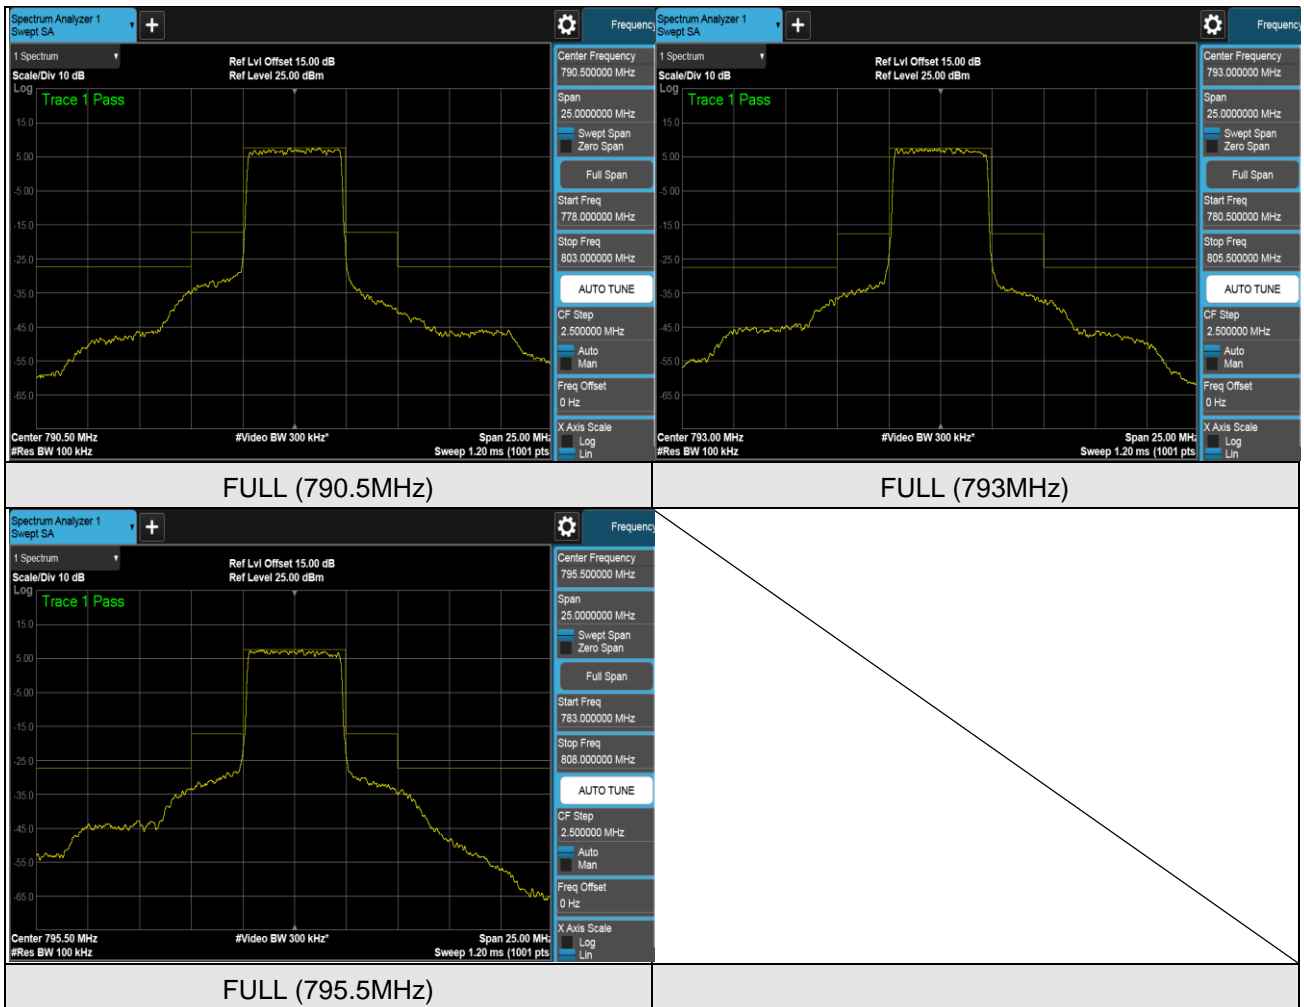 Spectrum Analyzer 1
Swept SA
+
Frequency
1 Spectrum
Scale/Div 10 dB
Ref Lvl Offset 15.00 dB
Ref Level 25.00 dBm
Log
Trace 1 Pass
15.0
5.00
-5.00
-15.0
-25.0
-35.0
-45.0
-55.0
-65.0
Center 790.50 MHz
#Res BW 100 kHz
#Video BW 300 kHz*
Span 25.00 MHz
Sweep 1.20 ms (1001 pts
Center Frequency
790.500000 MHz
Span
25.0000000 MHz
Swept Span
Zero Span
Full Span
Start Freq
778.000000 MHz
Stop Freq
803.000000 MHz
AUTO TUNE
CF Step
2.500000 MHz
Auto
Man
Freq Offset
0 Hz
X Axis Scale
Log
Lin
Spectrum Analyzer 1
Swept SA
+
Frequency
1 Spectrum
Scale/Div 10 dB
Ref Lvl Offset 15.00 dB
Ref Level 25.00 dBm
Log
Trace 1 Pass
15.0
5.00
-5.00
-15.0
-25.0
-35.0
-45.0
-55.0
-65.0
Center 793.00 MHz
#Res BW 100 kHz
#Video BW 300 kHz*
Span 25.00 MHz
Sweep 1.20 ms (1001 pts
Center Frequency
793.000000 MHz
Span
25.0000000 MHz
Swept Span
Zero Span
Full Span
Start Freq
780.500000 MHz
Stop Freq
805.500000 MHz
AUTO TUNE
CF Step
2.500000 MHz
Auto
Man
Freq Offset
0 Hz
X Axis Scale
Log
Lin
FULL (790.5MHz)
FULL (793MHz)
Spectrum Analyzer 1
Swept SA
+
Frequency
1 Spectrum
Scale/Div 10 dB
Ref Lvl Offset 15.00 dB
Ref Level 25.00 dBm
Log
Trace 1 Pass
15.0
5.00
-5.00
-15.0
-25.0
-35.0
-45.0
-55.0
-65.0
Center 795.50 MHz
#Res BW 100 kHz
#Video BW 300 kHz*
Span 25.00 MHz
Sweep 1.20 ms (1001 pts
Center Frequency
795.500000 MHz
Span
25.0000000 MHz
Swept Span
Zero Span
Full Span
Start Freq
783.000000 MHz
Stop Freq
808.000000 MHz
AUTO TUNE
CF Step
2.500000 MHz
Auto
Man
Freq Offset
0 Hz
X Axis Scale
Log
Lin
FULL (795.5MHz)